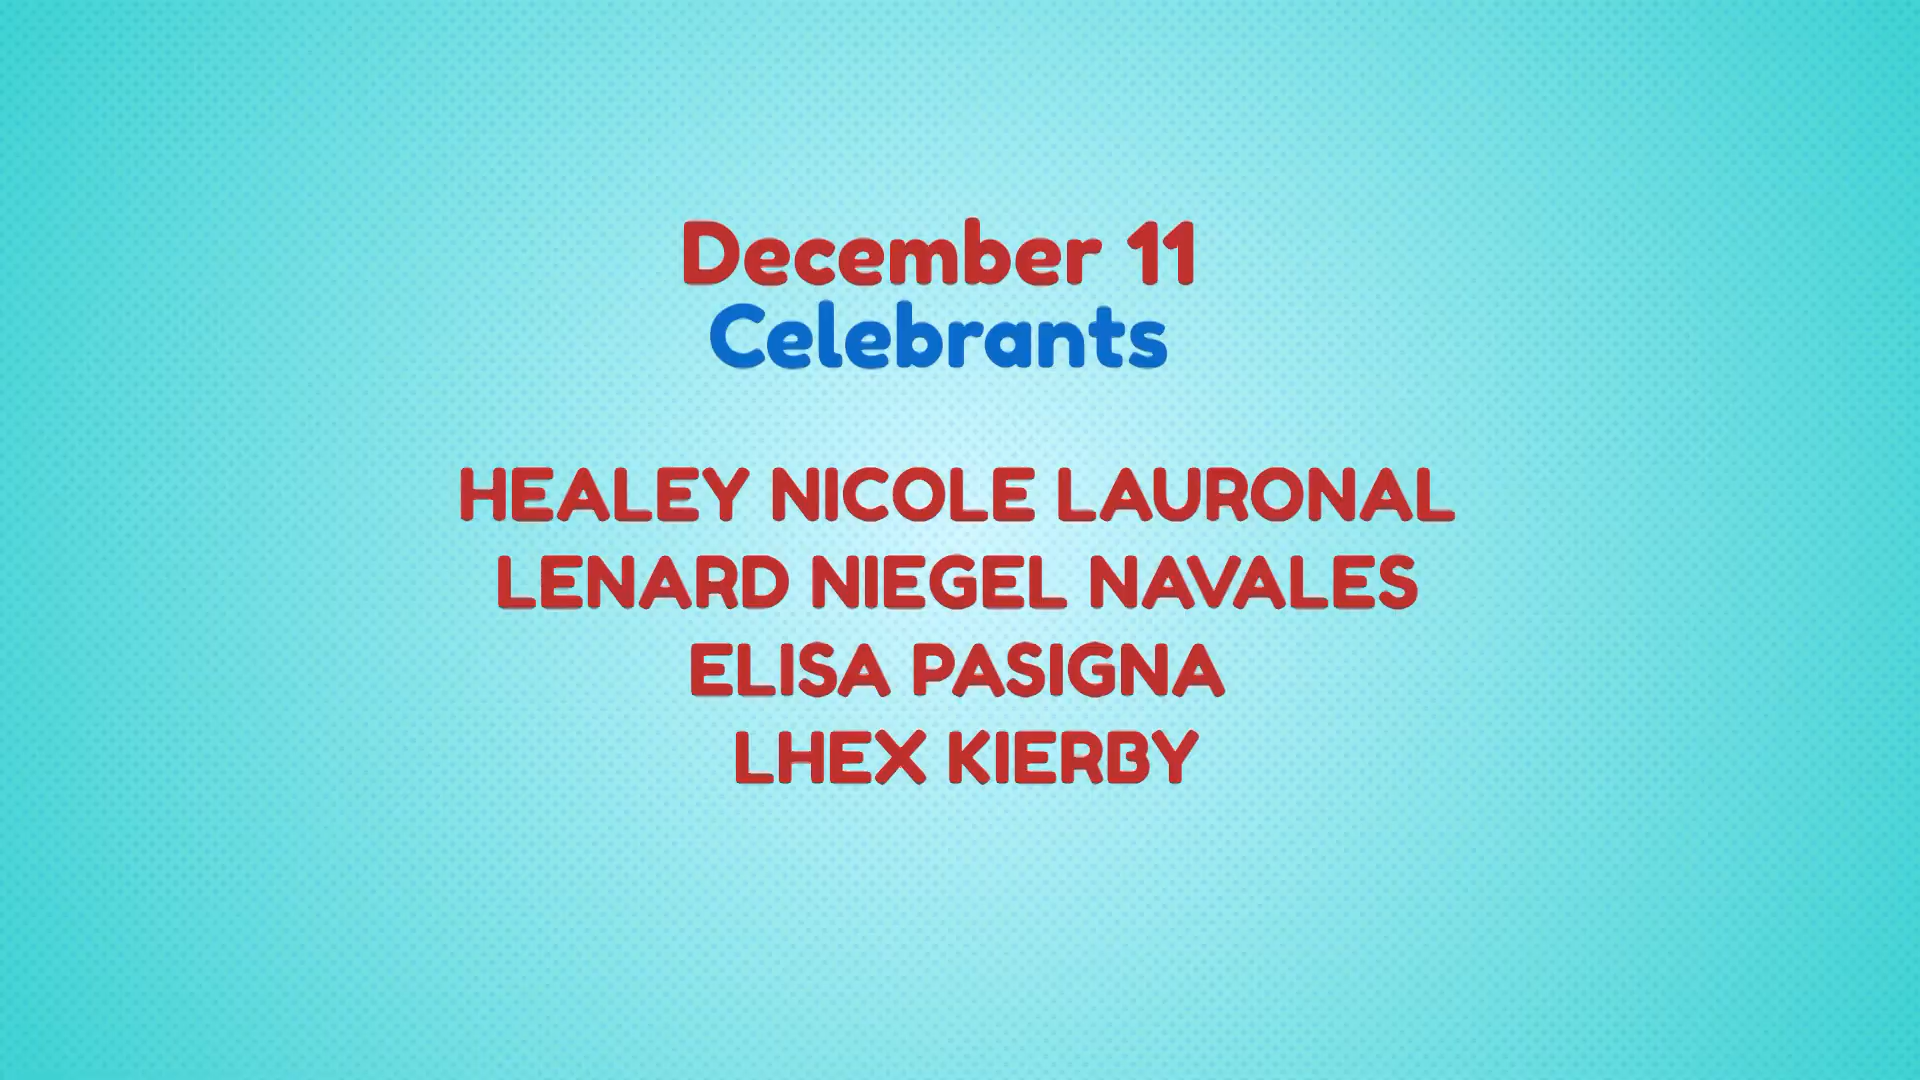 December 11
Celebrants
HEALEY NICOLE LAURONAL
LENARD NIEGEL NAVALES
ELISA PASIGNA
LHEX KIERBY